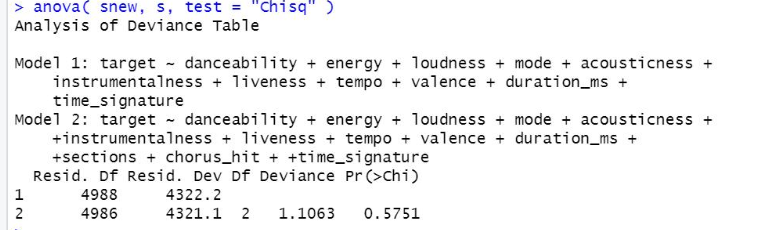 > anova( snew, s, test = "Chisq" )
Analysis of Deviance Table

Model 1: target ~ danceability + energy + loudness + mode + acousticness +
    instrumentalness + liveness + tempo + valence + duration_ms +
    time_signature
Model 2: target ~ danceability + energy + loudness + mode + acousticness +
    +instrumentalness + liveness + tempo + valence + duration_ms +
    +sections + chorus_hit + +time_signature
  Resid. Df Resid. Dev Df Deviance Pr(>Chi)
1      4988     4322.2
2      4986     4321.1  2   1.1063   0.5751